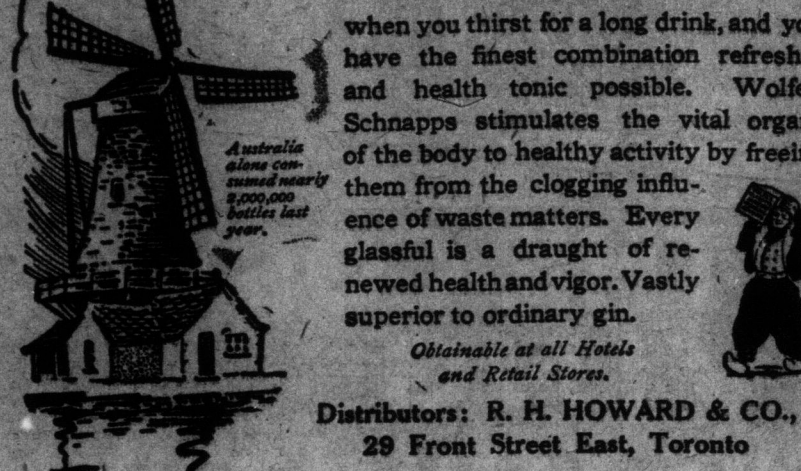 when you thirst for a long drink, and
have the finest combination refresh
and health tonic possible. Wolfe
Schnapps stimulates the vital orga
of the body to healthy activity by freei
them from the clogging influ-
ence of waste matters. Every
glassful is a draught of re-
newed health and vigor. Vastly
superior to ordinary gin.
Australia
alone con-
sumed nearly
2,000,000
bottles last
year.
Obtainable at all Hotels
and Retail Stores.
Distributors: R. H. HOWARD & CO.,
29 Front Street East, Toronto